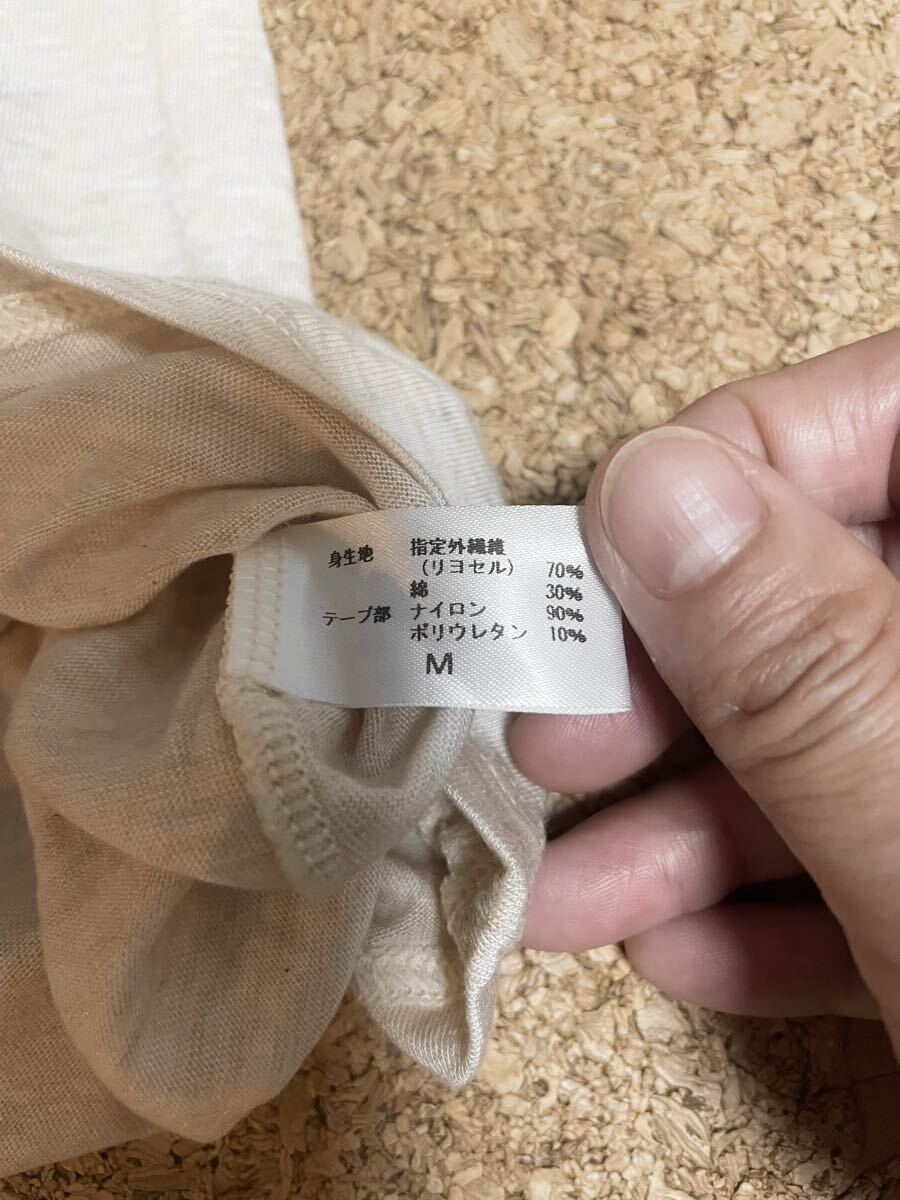 身生地 指定外繊維
(リヨセル) 70%
綿 30%
テープ部 ナイロン 90%
ポリウレタン 10%
M